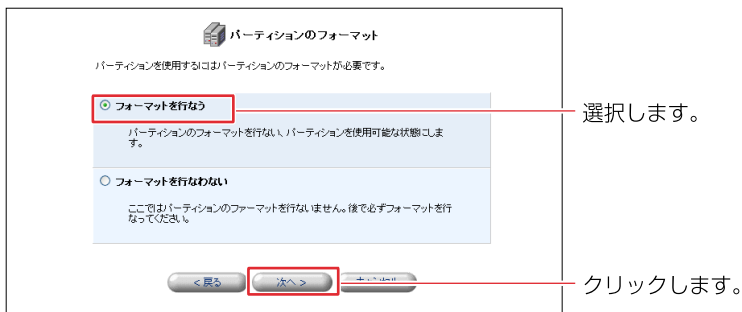 パーティションのフォーマット
パーティションを使用するにはパーティションのフォーマットが必要です。
フォーマットを行なう
選択します。
パーティションのフォーマットを行ない、パーティションを使用可能な状態にしま
す。
フォーマットを行なわない
ここではパーティションのファーマットを行ないません。後で必ずフォーマットを行
なってください。
< 戻る
次へ >
クリックします。